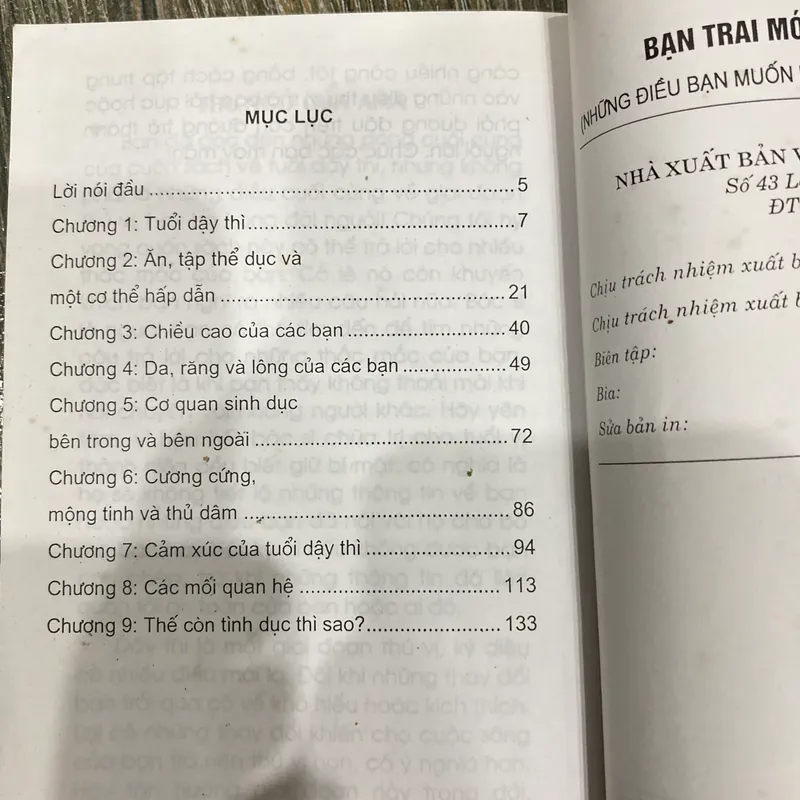 MỤC LỤC
Lời nói đầu ........ 5
Chương 1: Tuổi dậy thì ........ 7
Chương 2: Ăn, tập thể dục và
một cơ thể hấp dẫn ........ 21
Chương 3: Chiều cao của các bạn ........ 40
Chương 4: Da, răng và lông của các bạn ........ 49
Chương 5: Cơ quan sinh dục
bên trong và bên ngoài ........ 72
Chương 6: Cương cứng,
mộng tinh và thủ dâm ........ 86
Chương 7: Cảm xúc của tuổi dậy thì ........ 94
Chương 8: Các mối quan hệ ........ 113
Chương 9: Thế còn tình dục thì sao? ........ 133
BẠN TRAI
(NHỮNG ĐIỀU BẠN MUỐN
NHÀ XUẤT BẢN
Số 43
ĐT
Chịu trách nhiệm xuất
Chịu trách nhiệm xuất
Biên tập:
Bìa:
Sửa bản in: